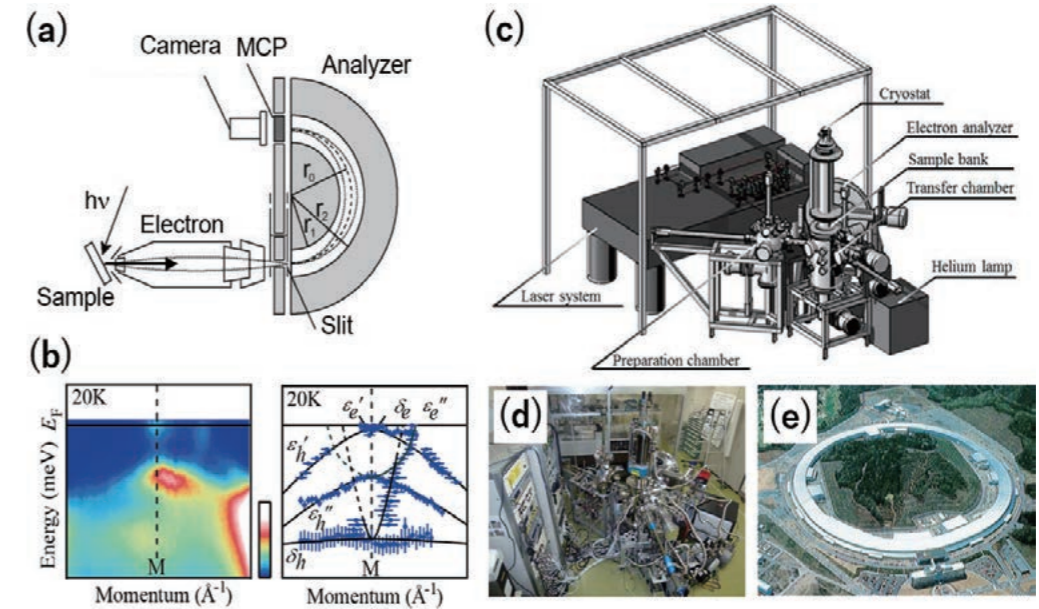 (a)
Camera MCP
Analyzer
hν
Electron
r₀
r₂
r₁
Sample
Slit
(b)
20K
Energy (meV) E_F
M
Momentum (Å⁻¹)
20K
ε_e′ δ_e ε_e″
ε_h′
ε_h″
δ_h
M
Momentum (Å⁻¹)
(c)
Cryostat
Electron analyzer
Sample bank
Transfer chamber
Helium lamp
Laser system
Preparation chamber
(d)
(e)